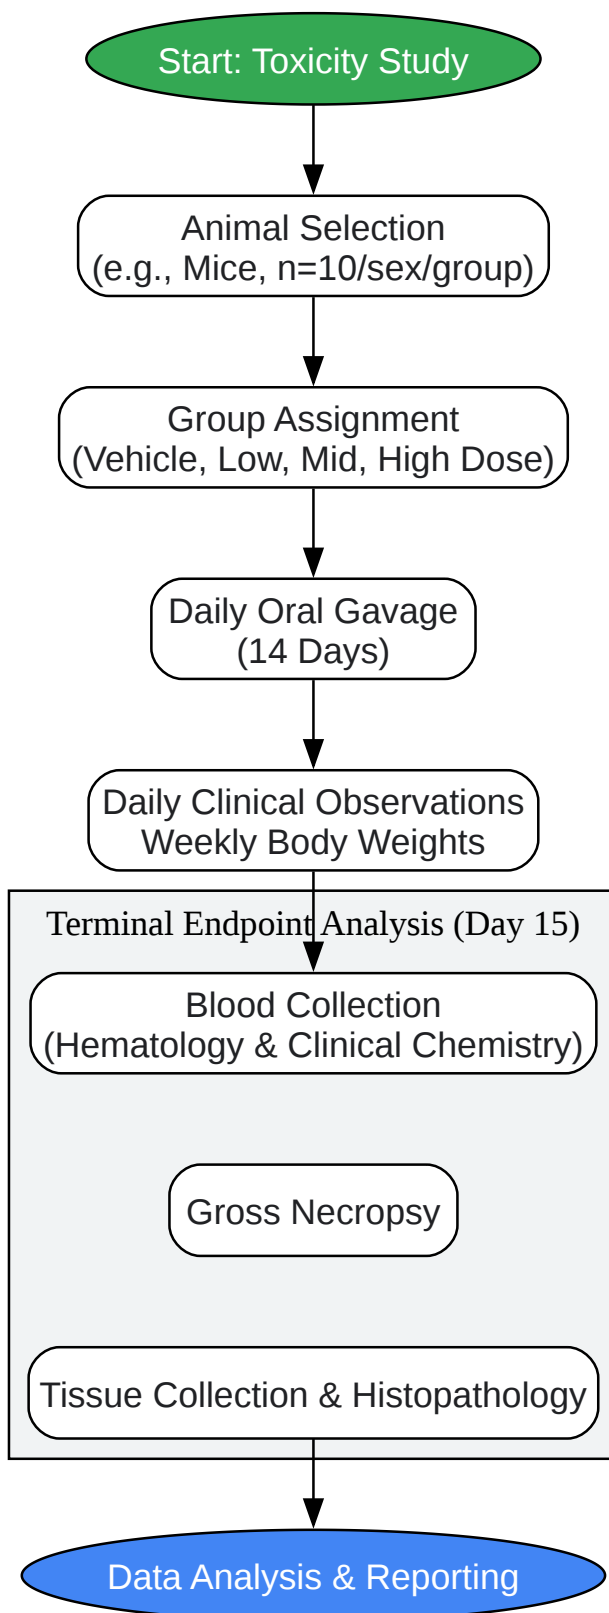 Start: Toxicity Study
Animal Selection
(e.g., Mice, n=10/sex/group)
Group Assignment
(Vehicle, Low, Mid, High Dose)
Daily Oral Gavage
(14 Days)
Daily Clinical Observations
Weekly Body Weights
Terminal Endpoint Analysis (Day 15)
Blood Collection
(Hematology & Clinical Chemistry)
Gross Necropsy
Tissue Collection & Histopathology
Data Analysis & Reporting